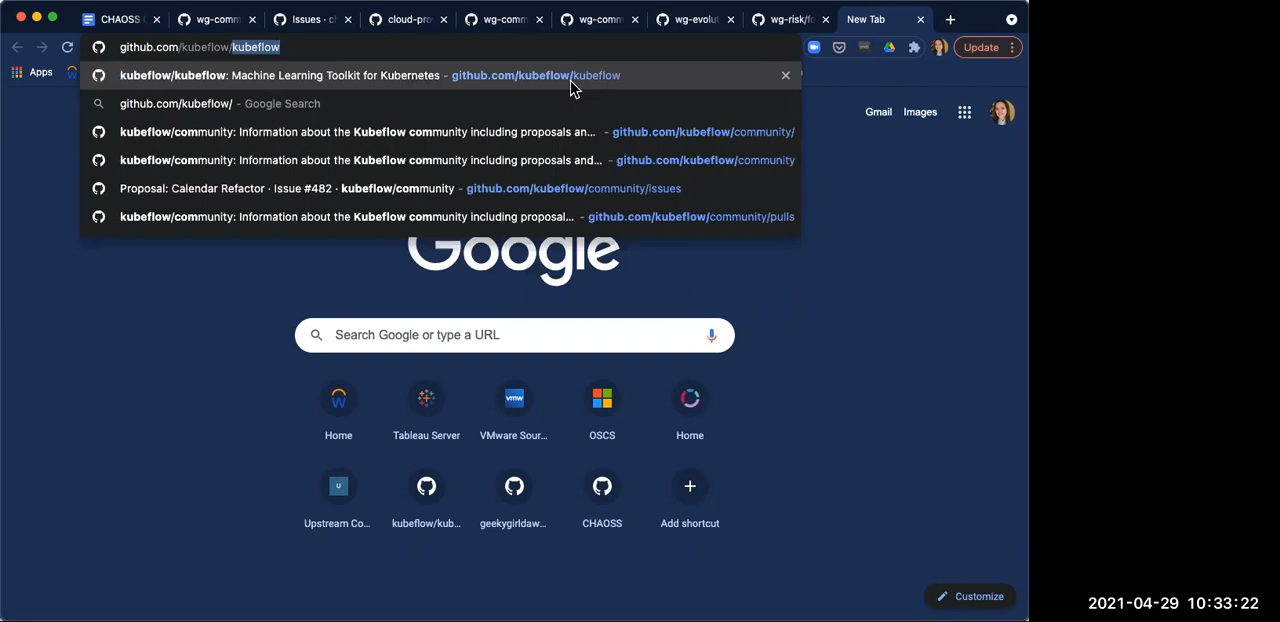 CHAOSS
wg-comm
Issues · c
cloud-pro
wg-comm
wg-comm
wg-evolut
wg-risk/fo
New Tab
github.com/kubeflow/kubeflow
Update
Apps
kubeflow/kubeflow: Machine Learning Toolkit for Kubernetes - github.com/kubeflow/kubeflow
github.com/kubeflow/ - Google Search
kubeflow/community: Information about the Kubeflow community including proposals an... - github.com/kubeflow/community/
kubeflow/community: Information about the Kubeflow community including proposals and... - github.com/kubeflow/community
Proposal: Calendar Refactor · Issue #482 · kubeflow/community - github.com/kubeflow/community/issues
kubeflow/community: Information about the Kubeflow community including proposal... - github.com/kubeflow/community/pulls
Gmail
Images
Google
Search Google or type a URL
Home
Tableau Server
VMware Sour...
OSCS
Home
Upstream Co...
kubeflow/kub...
geekygirldaw...
CHAOSS
Add shortcut
Customize
2021-04-29 10:33:22